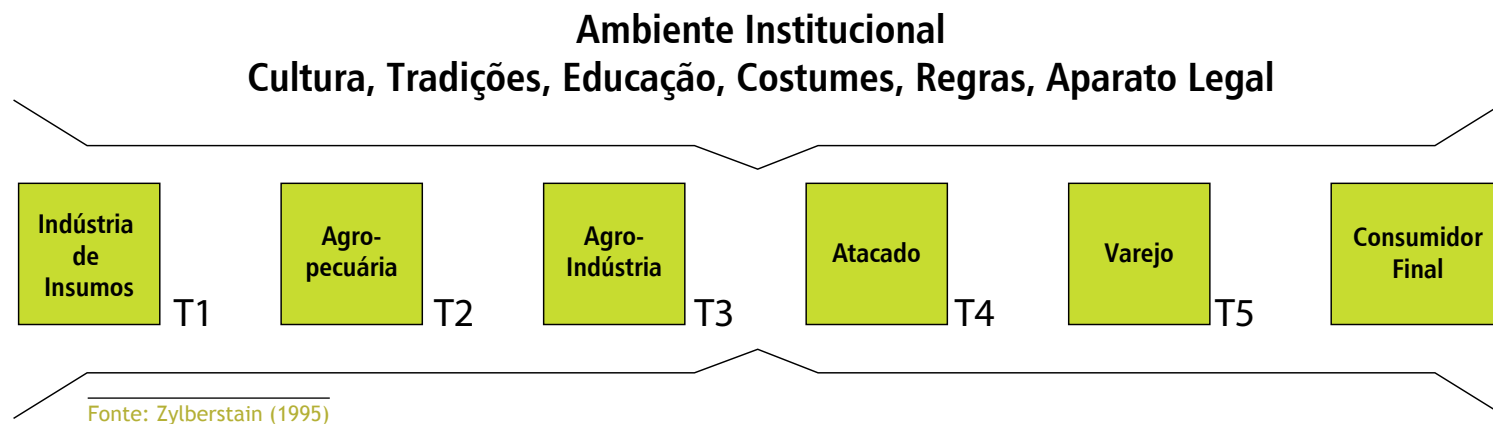 Ambiente Institucional
Cultura, Tradições, Educação, Costumes, Regras, Aparato Legal
Indústria
de
Insumos
T1
Agro-
pecuária
T2
Agro-
Indústria
T3
Atacado
T4
Varejo
T5
Consumidor
Final
Fonte: Zylberstain (1995)